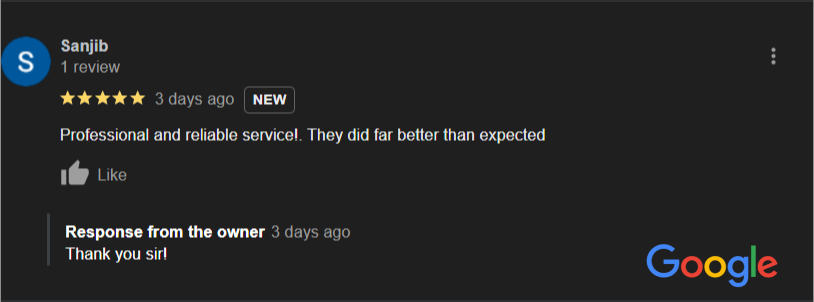 S
Sanjib
1 review
3 days ago NEW
Professional and reliable service!. They did far better than expected
Like
Response from the owner 3 days ago
Thank you sir!
Google